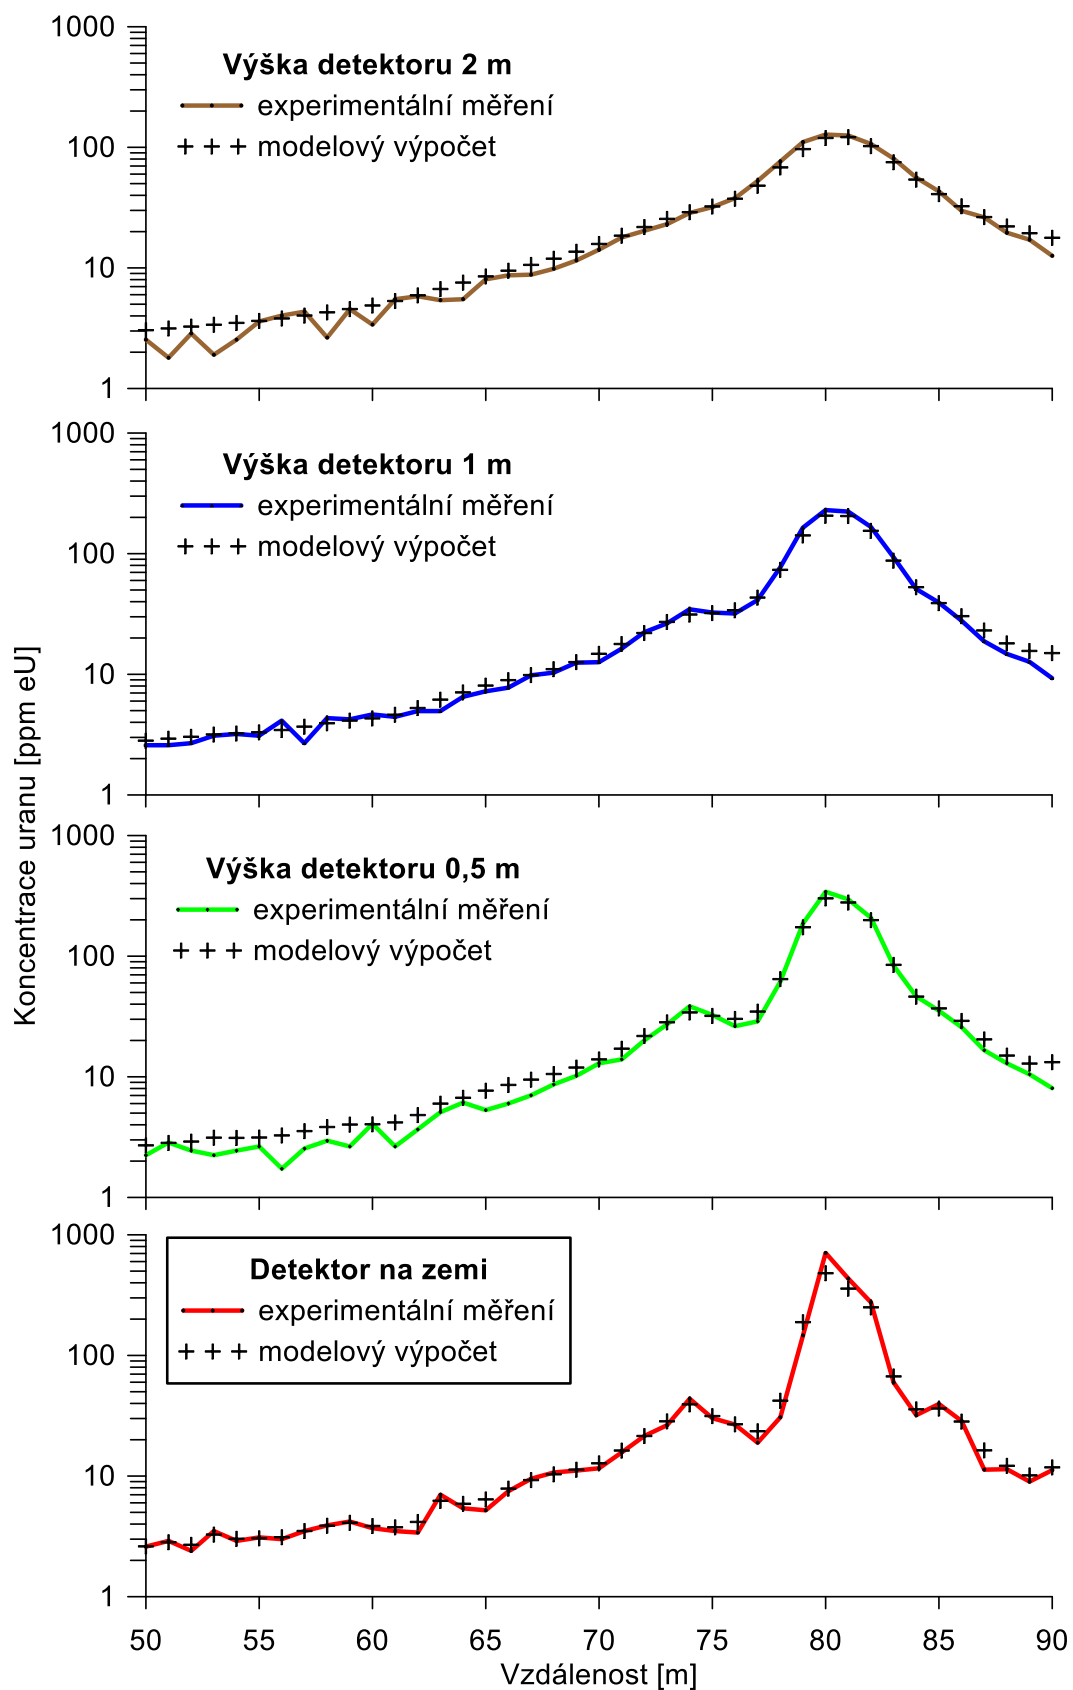 1000
Výška detektoru 2 m
experimentální měření
modelový výpočet
100
10
1
1000
Výška detektoru 1 m
experimentální měření
modelový výpočet
100
10
1
Koncentrace uranu [ppm eU]
1000
Výška detektoru 0,5 m
experimentální měření
modelový výpočet
100
10
1
1000
Detektor na zemi
experimentální měření
modelový výpočet
100
10
1
50 55 60 65 70 75 80 85 90
Vzdálenost [m]